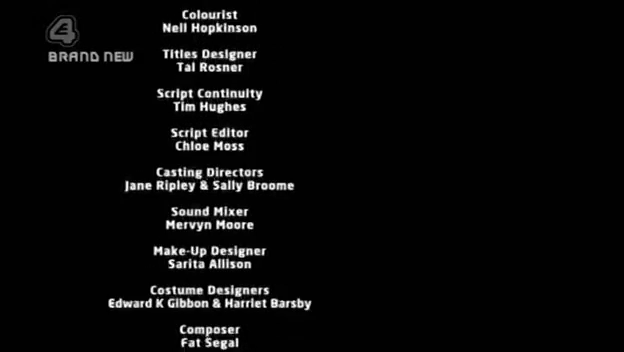 4
BRAND NEW
Colourist
Neil Hopkinson
Titles Designer
Tal Rosner
Script Continuity
Tim Hughes
Script Editor
Chloe Moss
Casting Directors
Jane Ripley & Sally Broome
Sound Mixer
Mervyn Moore
Make-Up Designer
Sarita Allison
Costume Designers
Edward K Gibbon & Harriet Barsby
Composer
Fat Segal